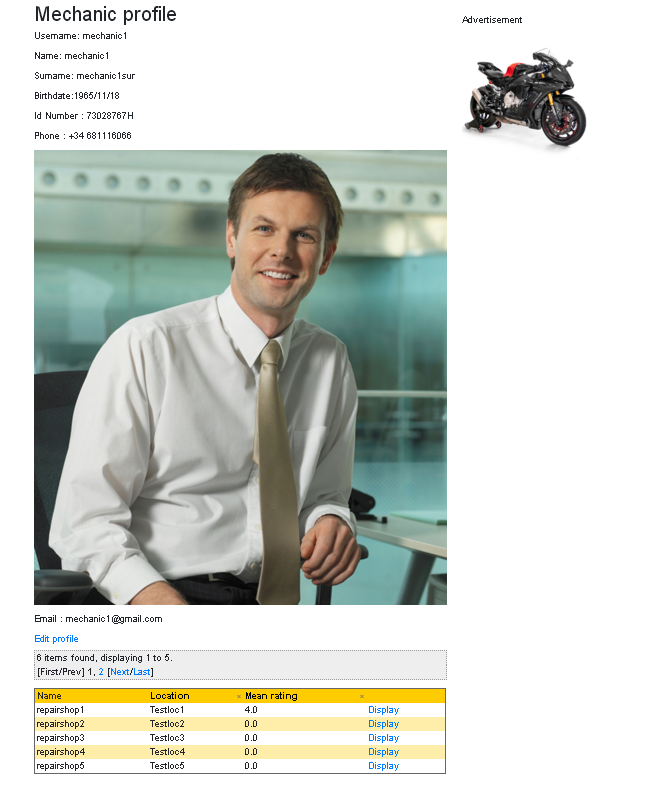 Mechanic profile
Advertisement
Username: mechanic1
Name: mechanic1
Surname: mechanic1sur
Birthdate:1965/11/18
Id Number : 73028767H
Phone : +34 681116066
Email : mechanic1@gmail.com
Edit profile
6 items found, displaying 1 to 5.
[First/Prev] 1, 2 [Next/Last]
Name Location Mean rating
repairshop1 Testloc1 4.0 Display
repairshop2 Testloc2 0.0 Display
repairshop3 Testloc3 0.0 Display
repairshop4 Testloc4 0.0 Display
repairshop5 Testloc5 0.0 Display